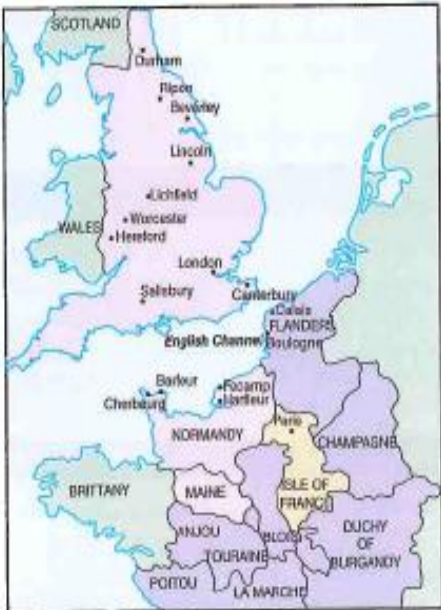 SCOTLAND
Durham
Ripon
Beverley
Lincoln
Lichfield
Worcester
WALES
Hereford
London
Salisbury
Canterbury
Calais
FLANDERS
English Channel
Boulogne
Barfleur
Fécamp
Cherbourg
Harfleur
Paris
NORMANDY
CHAMPAGNE
BRITTANY
MAINE
ISLE OF
FRANCE
ANJOU
BLOIS
DUCHY
OF
BURGANDY
TOURAINE
POITOU
LA MARCHE